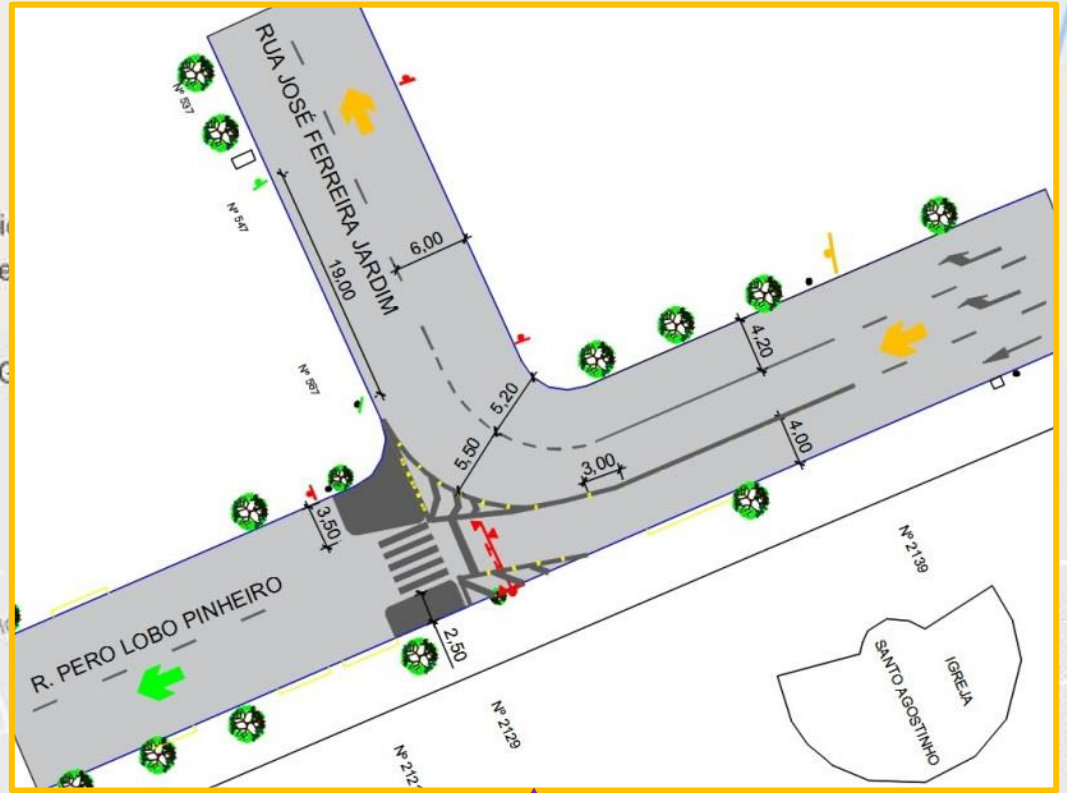 RUA JOSÉ FERREIRA JARDIM
Nº 537
Nº 547
19,00
6,00
Nº 567
4,20
5,20
5,50
3,00
4,00
3,50
R. PERO LOBO PINHEIRO
2,50
Nº 2139
Nº 2129
IGREJA
SANTO AGOSTINHO